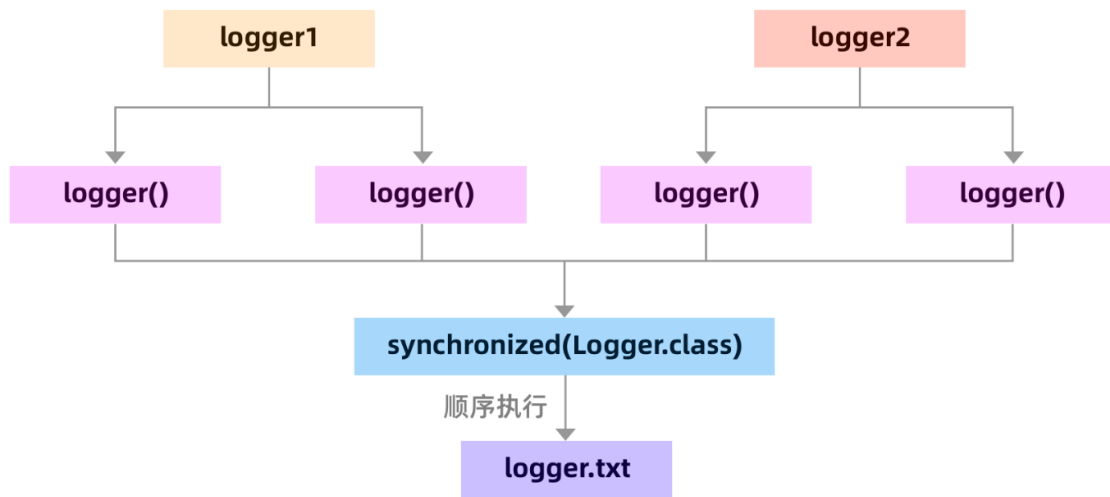 logger1
logger2
logger()
logger()
logger()
logger()
synchronized(Logger.class)
顺序执行
logger.txt